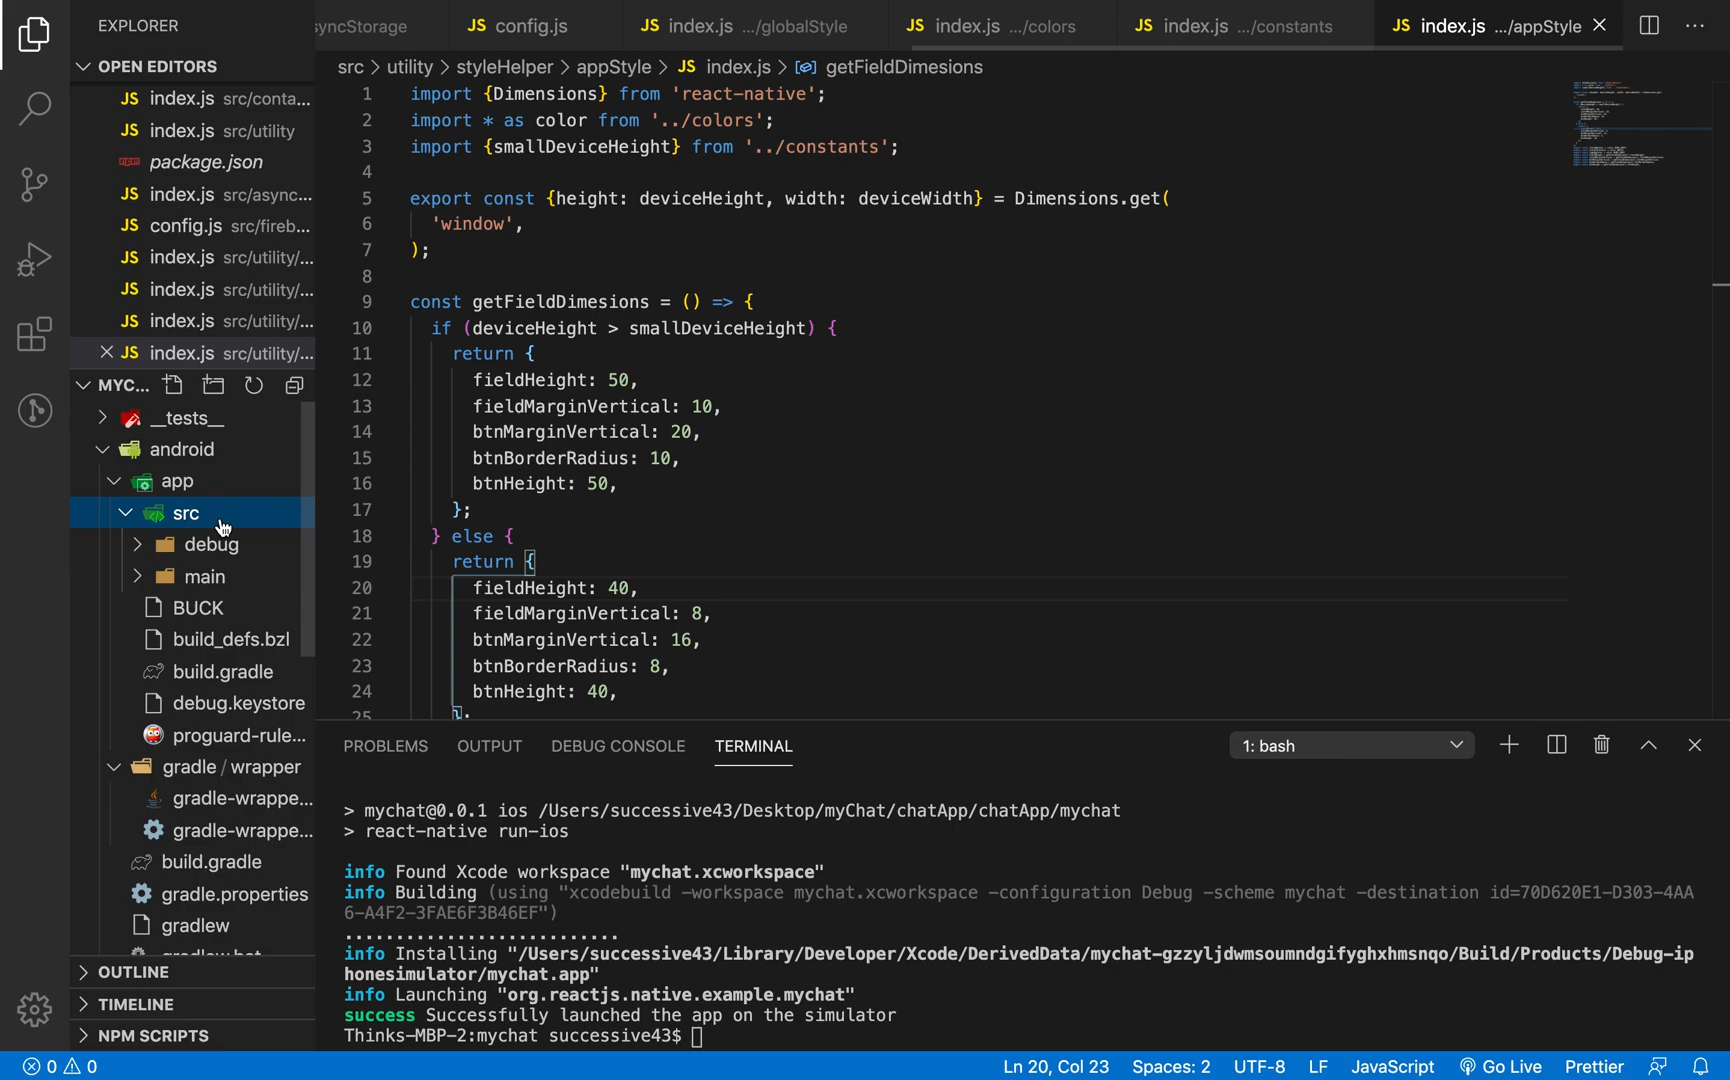 EXPLORER
OPEN EDITORS
JS index.js src/conta...
JS index.js src/utility
package.json
JS index.js src/async...
JS config.js src/fireb...
JS index.js src/utility/...
JS index.js src/utility/...
JS index.js src/utility/...
JS index.js src/utility/...
MYC...
__tests__
android
app
src
debug
main
BUCK
build_defs.bzl
build.gradle
debug.keystore
proguard-rule...
gradle / wrapper
gradle-wrappe...
gradle-wrappe...
build.gradle
gradle.properties
gradlew
OUTLINE
TIMELINE
NPM SCRIPTS
syncStorage JS config.js JS index.js .../globalStyle JS index.js .../colors JS index.js .../constants JS index.js .../appStyle
src > utility > styleHelper > appStyle > JS index.js > getFieldDimesions
1 import {Dimensions} from 'react-native';
2 import * as color from '../colors';
3 import {smallDeviceHeight} from '../constants';
4
5 export const {height: deviceHeight, width: deviceWidth} = Dimensions.get(
6 'window',
7 );
8
9 const getFieldDimesions = () => {
10 if (deviceHeight > smallDeviceHeight) {
11 return {
12 fieldHeight: 50,
13 fieldMarginVertical: 10,
14 btnMarginVertical: 20,
15 btnBorderRadius: 10,
16 btnHeight: 50,
17 };
18 } else {
19 return {
20 fieldHeight: 40,
21 fieldMarginVertical: 8,
22 btnMarginVertical: 16,
23 btnBorderRadius: 8,
24 btnHeight: 40,
25 };
PROBLEMS OUTPUT DEBUG CONSOLE TERMINAL 1: bash
> mychat@0.0.1 ios /Users/successive43/Desktop/myChat/chatApp/chatApp/mychat
> react-native run-ios
info Found Xcode workspace "mychat.xcworkspace"
info Building (using "xcodebuild -workspace mychat.xcworkspace -configuration Debug -scheme mychat -destination id=70D620E1-D303-4AA
6-A4F2-3FAE6F3B46EF")
...........................
info Installing "/Users/successive43/Library/Developer/Xcode/DerivedData/mychat-gzzyljdwmsoumndgifyghxhmsnqo/Build/Products/Debug-ip
honesimulator/mychat.app"
info Launching "org.reactjs.native.example.mychat"
success Successfully launched the app on the simulator
Thinks-MBP-2:mychat successive43$
0 0 Ln 20, Col 23 Spaces: 2 UTF-8 LF JavaScript Go Live Prettier